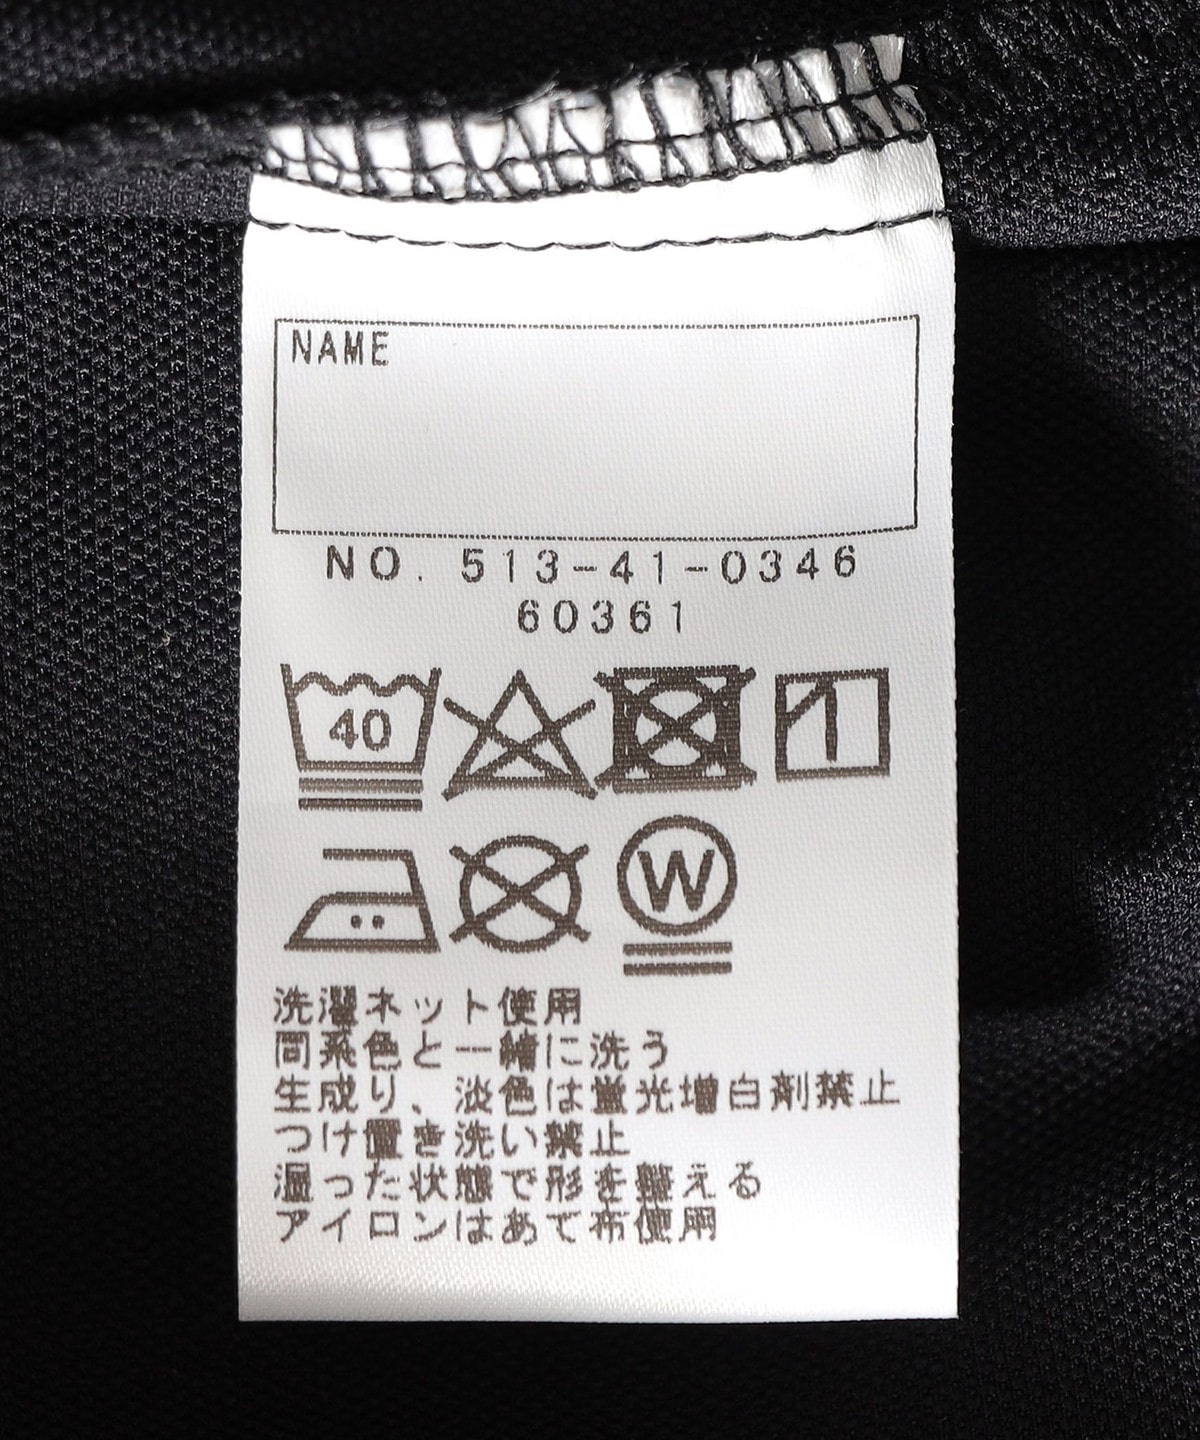 NAME
NO. 513-41-0346
60361
40
W
洗濯ネット使用
同系色と一緒に洗う
生成り、淡色は蛍光増白剤禁止
つけ置き洗い禁止
湿った状態で形を整える
アイロンはあて布使用